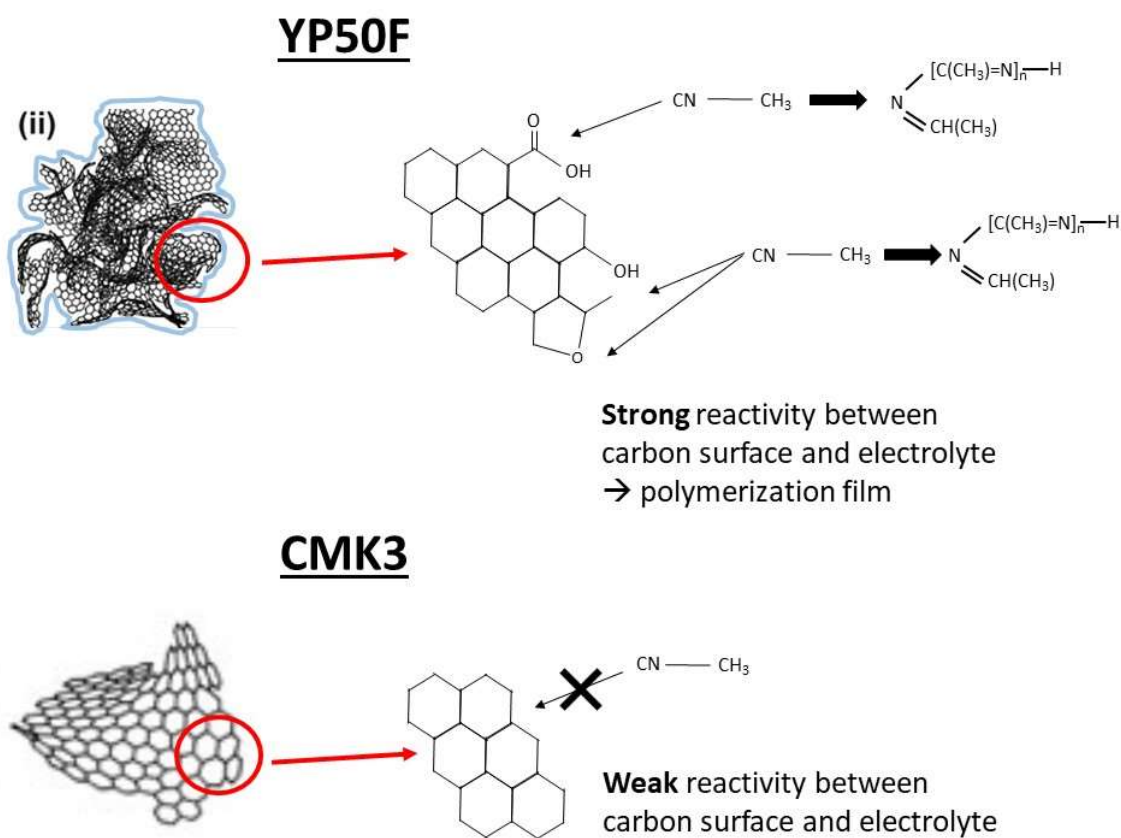 YP50F
(ii)
CN — CH₃
[C(CH₃)=N]ₙ—H
N
CH(CH₃)
O
OH
OH
O
CN — CH₃
[C(CH₃)=N]ₙ—H
N
CH(CH₃)
Strong reactivity between
carbon surface and electrolyte
→ polymerization film
CMK3
CN — CH₃
Weak reactivity between
carbon surface and electrolyte